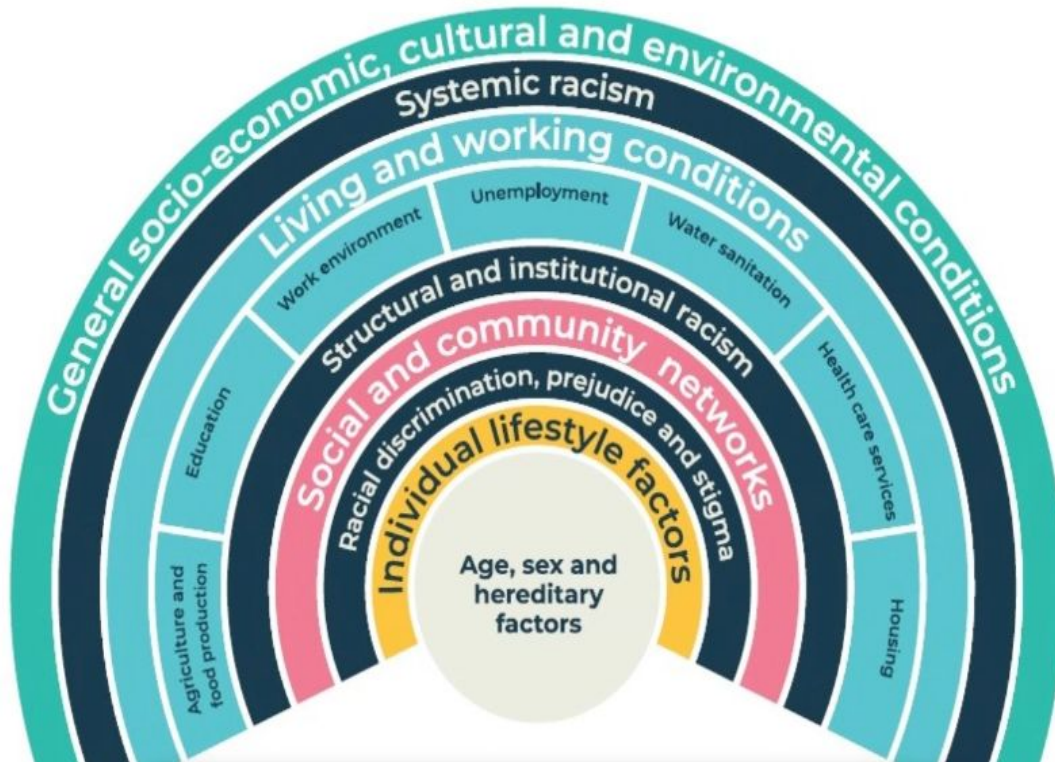 General socio-economic, cultural and environmental conditions
Systemic racism
Living and working conditions
Agriculture and
food production
Education
Work environment
Unemployment
Water sanitation
Health care services
Housing
Structural and institutional racism
Social and community networks
Racial discrimination, prejudice and stigma
Individual lifestyle factors
Age, sex and
hereditary
factors